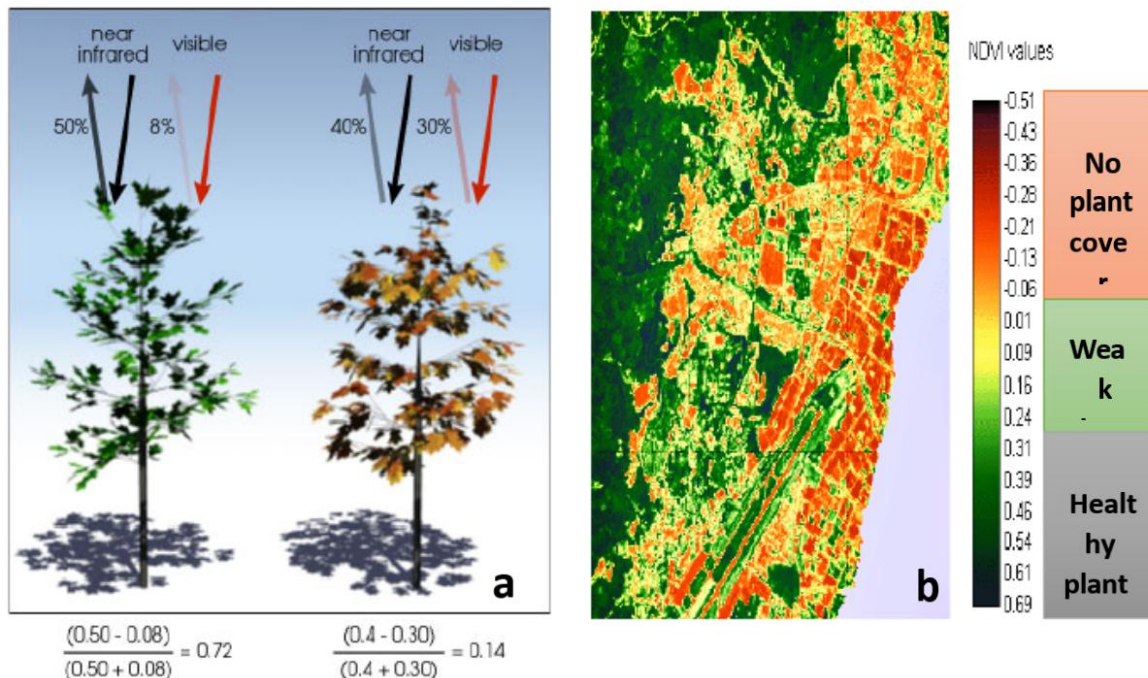 near
infrared
visible
50%
8%
near
infrared
visible
40%
30%
a
(0.50 - 0.08)
(0.50 + 0.08)
= 0.72
(0.4 - 0.30)
(0.4 + 0.30)
= 0.14
b
NDVI values
-0.51
-0.43
-0.36
-0.28
-0.21
-0.13
-0.06
0.01
0.09
0.16
0.24
0.31
0.39
0.46
0.54
0.61
0.69
No
plant
cove
r
Wea
k
Healt
hy
plant